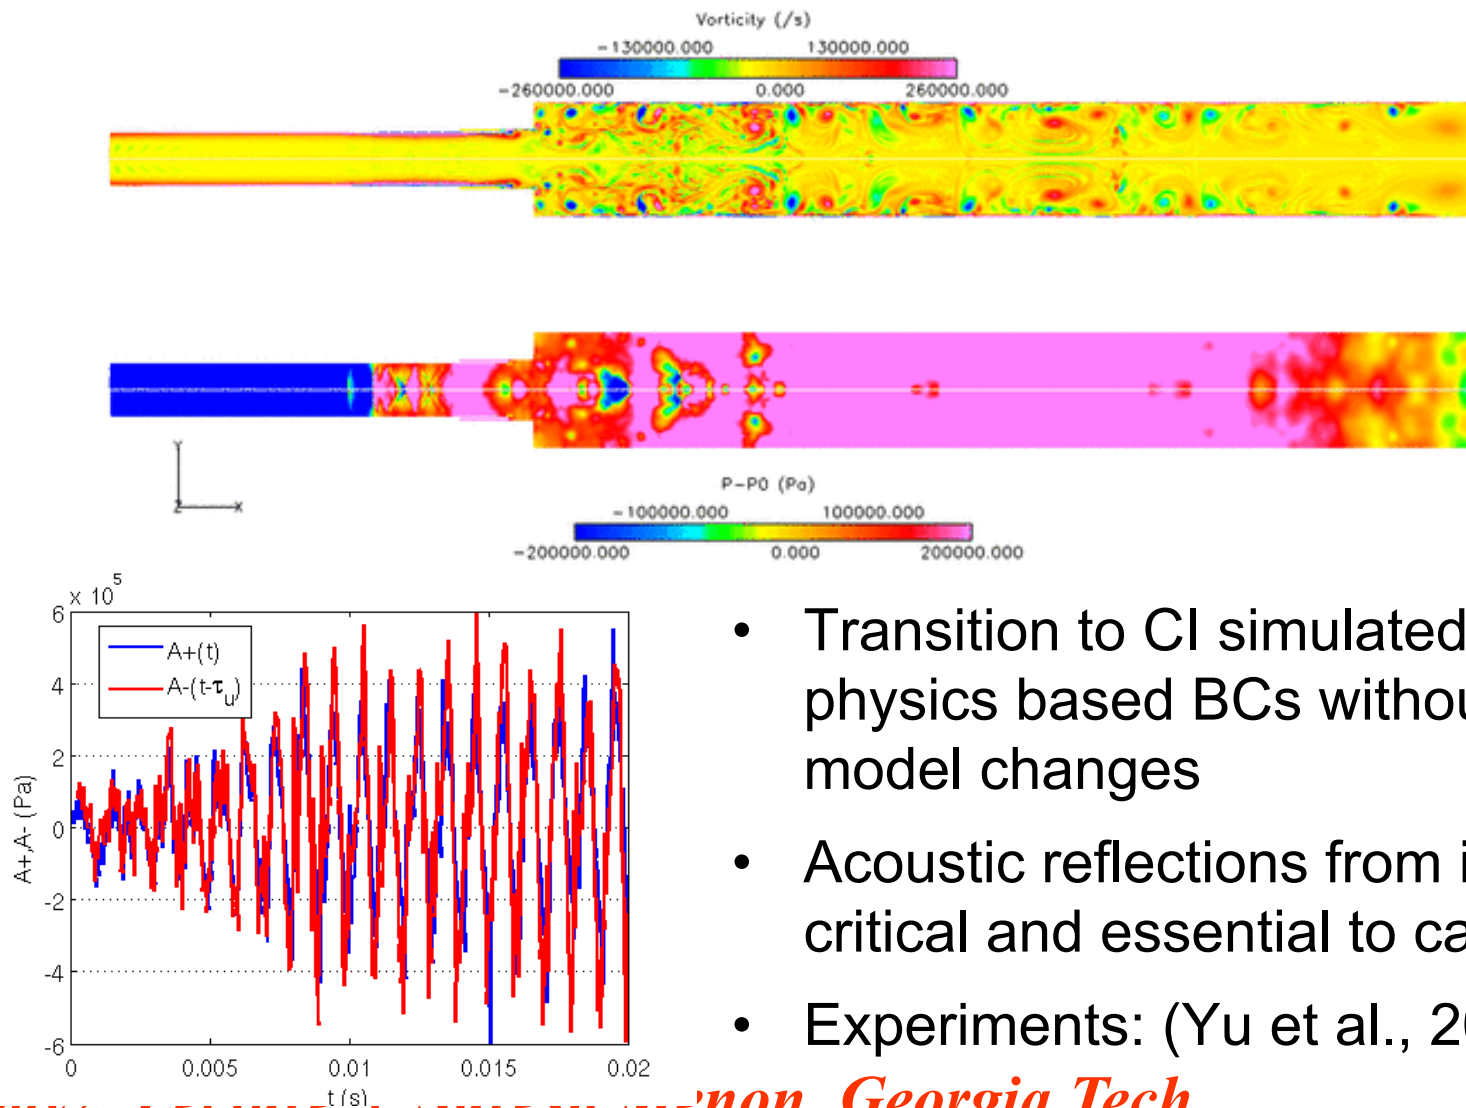 Vorticity (/s)
-130000.000 130000.000
-260000.000 0.000 260000.000
Y
Z X
P-P0 (Pa)
-100000.000 100000.000
-200000.000 0.000 200000.000
x 10^5
6
4
2
0
-2
-4
-6
A+,A- (Pa)
A+(t)
A-(t-τ_u)
0 0.005 0.01 0.015 0.02
t (s)
• Transition to CI simulated
physics based BCs withou
model changes
• Acoustic reflections from i
critical and essential to ca
• Experiments: (Yu et al., 20
enon, Georgia Tech